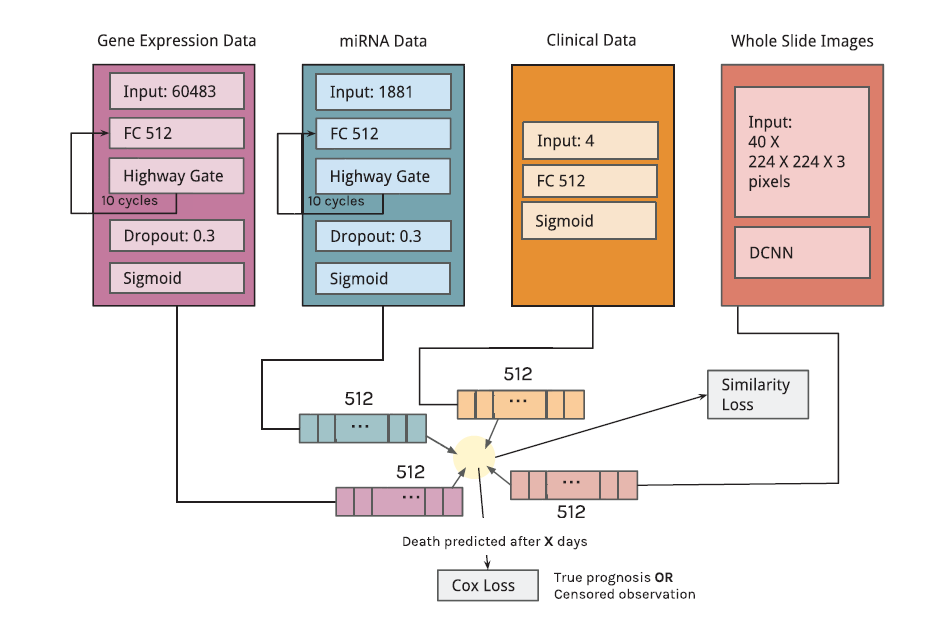 Gene Expression Data
Input: 60483
FC 512
Highway Gate
10 cycles
Dropout: 0.3
Sigmoid
miRNA Data
Input: 1881
FC 512
Highway Gate
10 cycles
Dropout: 0.3
Sigmoid
Clinical Data
Input: 4
FC 512
Sigmoid
Whole Slide Images
Input:
40 X
224 X 224 X 3
pixels
DCNN
512
...
512
...
512
...
...
512
Similarity
Loss
Death predicted after X days
Cox Loss
True prognosis OR
Censored observation